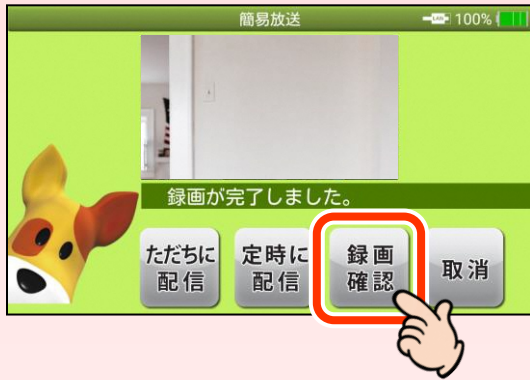 簡易放送
100%
録画が完了しました。
ただちに
配信
定時に
配信
録画
確認
取消